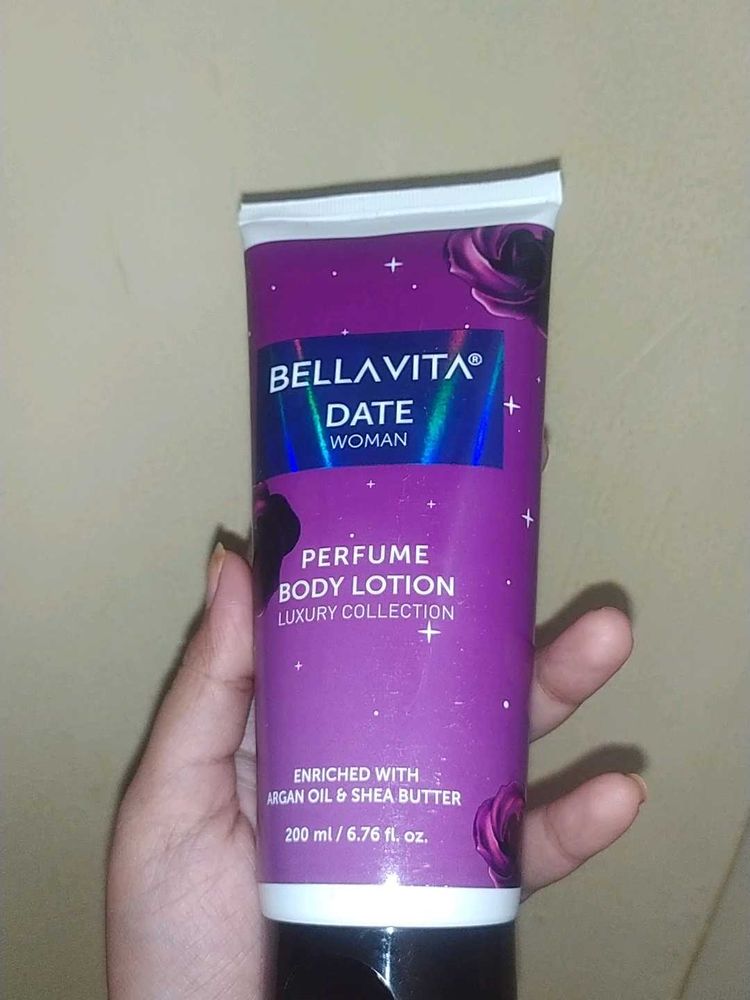 BELLAVITA®
DATE
WOMAN
PERFUME
BODY LOTION
LUXURY COLLECTION
ENRICHED WITH
ARGAN OIL & SHEA BUTTER
200 ml / 6.76 fl. oz.